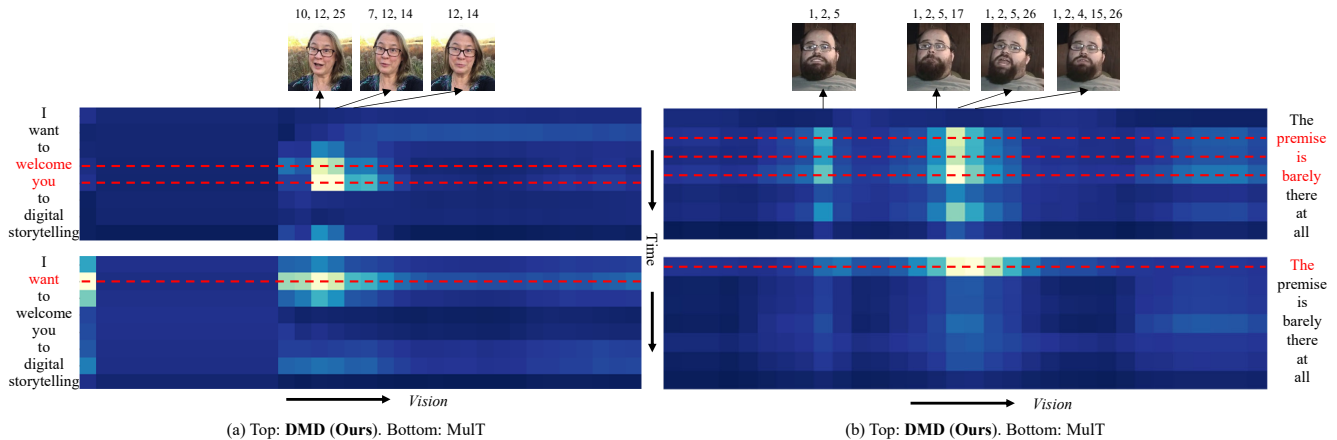 10, 12, 25
7, 12, 14
12, 14
1, 2, 5
1, 2, 5, 17
1, 2, 5, 26
1, 2, 4, 15, 26
I
want
to
welcome
you
to
digital
storytelling
I
want
to
welcome
you
to
digital
storytelling
Time
The
premise
is
barely
there
at
all
The
premise
is
barely
there
at
all
Vision
Vision
(a) Top: DMD (Ours). Bottom: MulT
(b) Top: DMD (Ours). Bottom: MulT